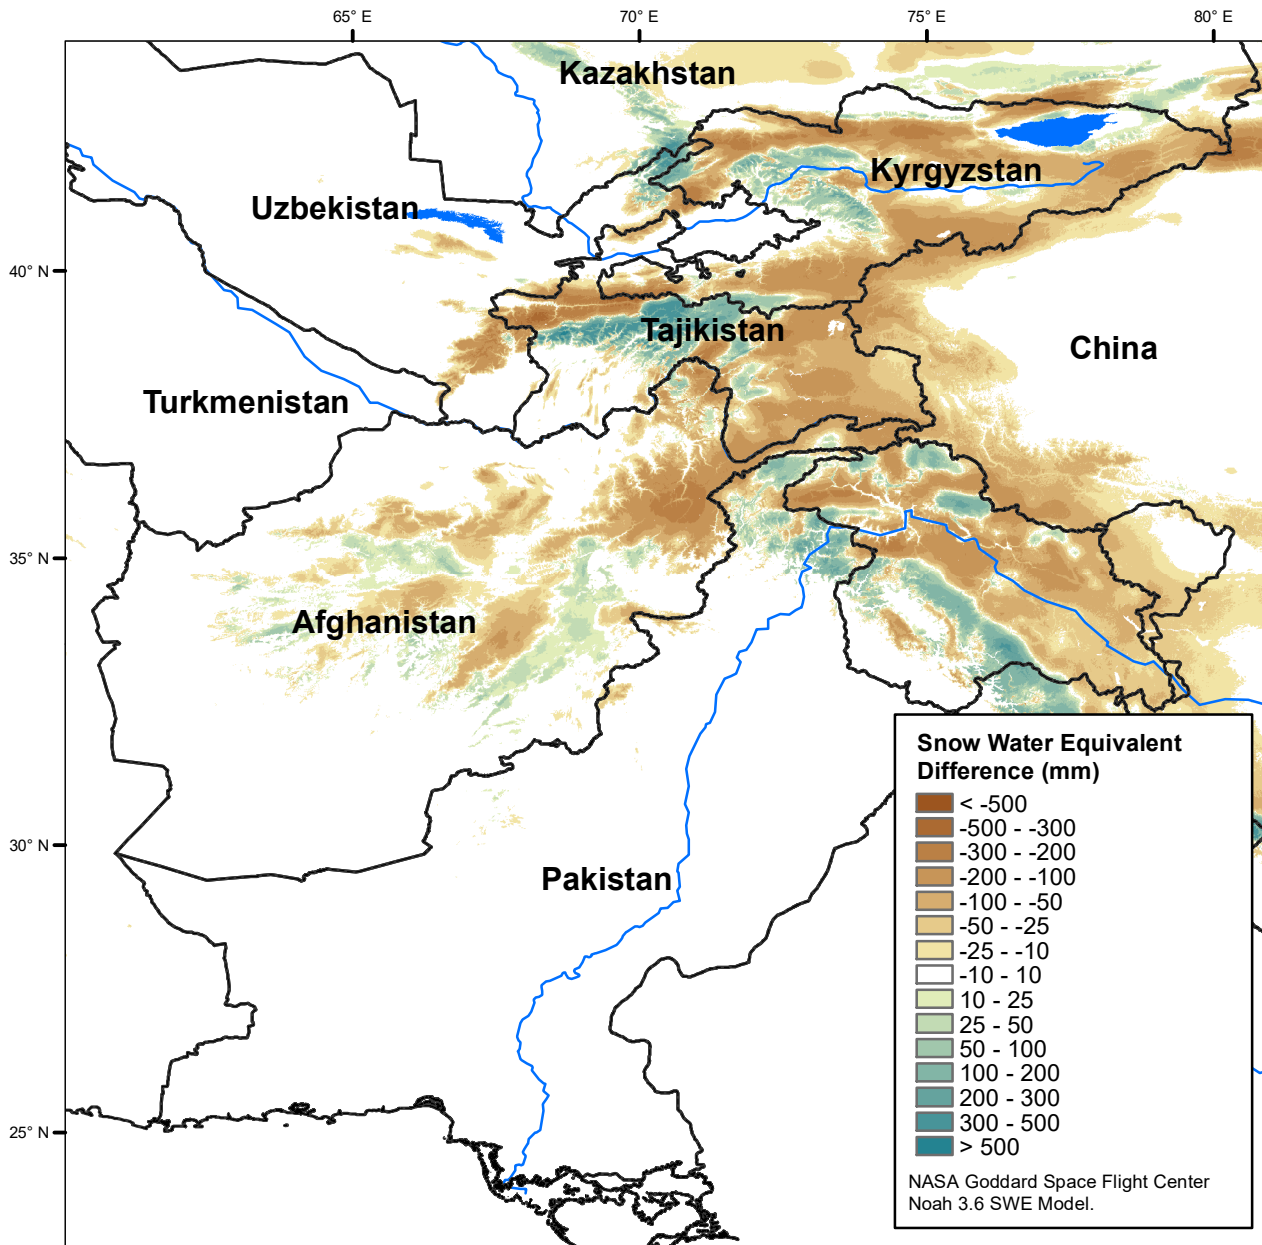 65° E
70° E
75° E
80° E
Kazakhstan
Kyrgyzstan
Uzbekistan
40° N
Tajikistan
China
Turkmenistan
35° N
Afghanistan
Snow Water Equivalent
Difference (mm)
< -500
-500 - -300
-300 - -200
-200 - -100
-100 - -50
-50 - -25
-25 - -10
-10 - 10
10 - 25
25 - 50
50 - 100
100 - 200
200 - 300
300 - 500
> 500
NASA Goddard Space Flight Center
Noah 3.6 SWE Model.
30° N
Pakistan
25° N